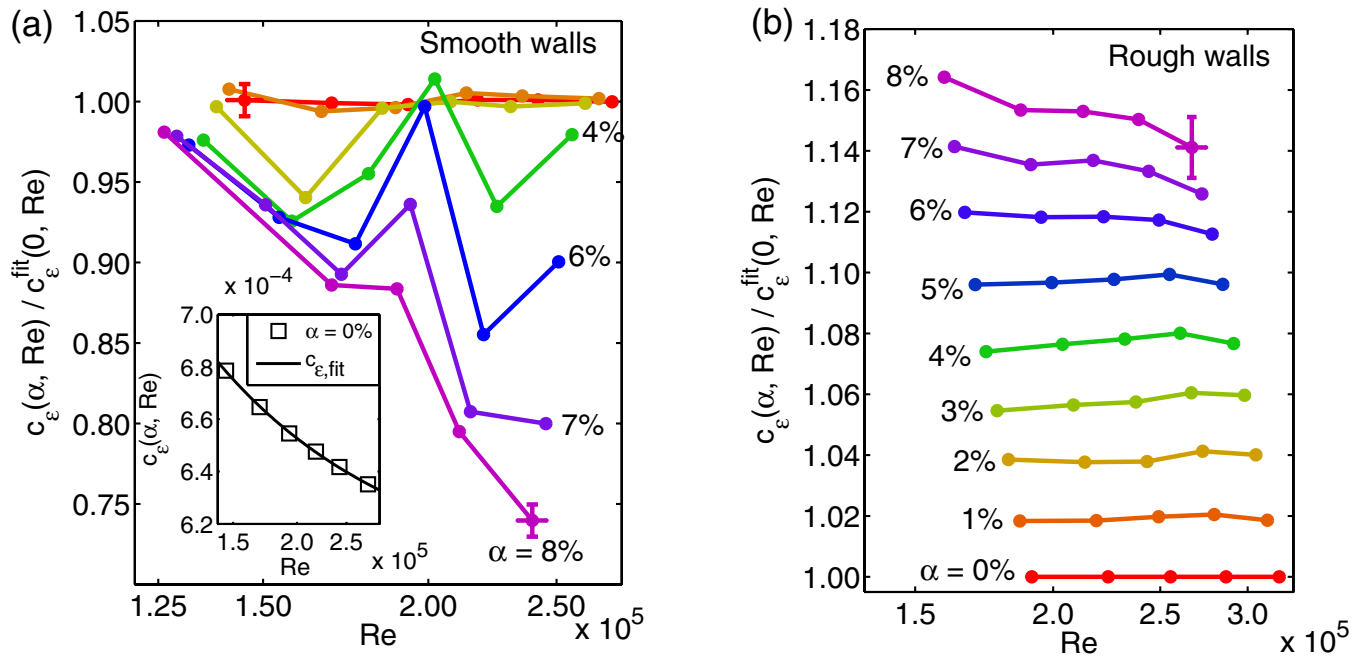 (a)
Smooth walls
c_ε(α, Re) / c_ε^fit(0, Re)
1.05
1.00
0.95
0.90
0.85
0.80
0.75
4%
6%
7%
α = 8%
1.25
1.50
2.00
2.50
x 10^5
Re
x 10^−4
c_ε(α, Re)
7.0
6.8
6.6
6.4
6.2
α = 0%
c_ε,fit
1.5
2.0
2.5
x 10^5
Re
(b)
Rough walls
c_ε(α, Re) / c_ε^fit(0, Re)
1.18
1.16
1.14
1.12
1.10
1.08
1.06
1.04
1.02
1.00
8%
7%
6%
5%
4%
3%
2%
1%
α = 0%
1.5
2.0
2.5
3.0
x 10^5
Re